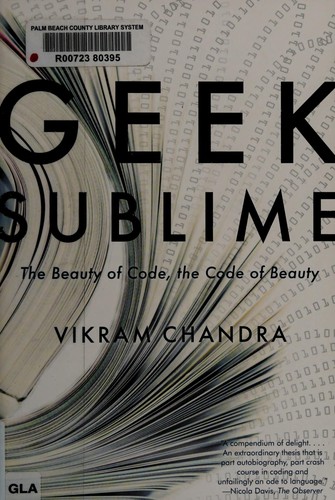 PALM BEACH COUNTY LIBRARY SYSTEM
R00723 80395
GEEK
SUBLIME
The Beauty of Code, the Code of Beauty
VIKRAM CHANDRA
"A compendium of delight. . . .
An extraordinary thesis that is
part autobiography, part crash
course in coding and
unfailingly an ode to language."
—Nicola Davis, The Observer
GLA